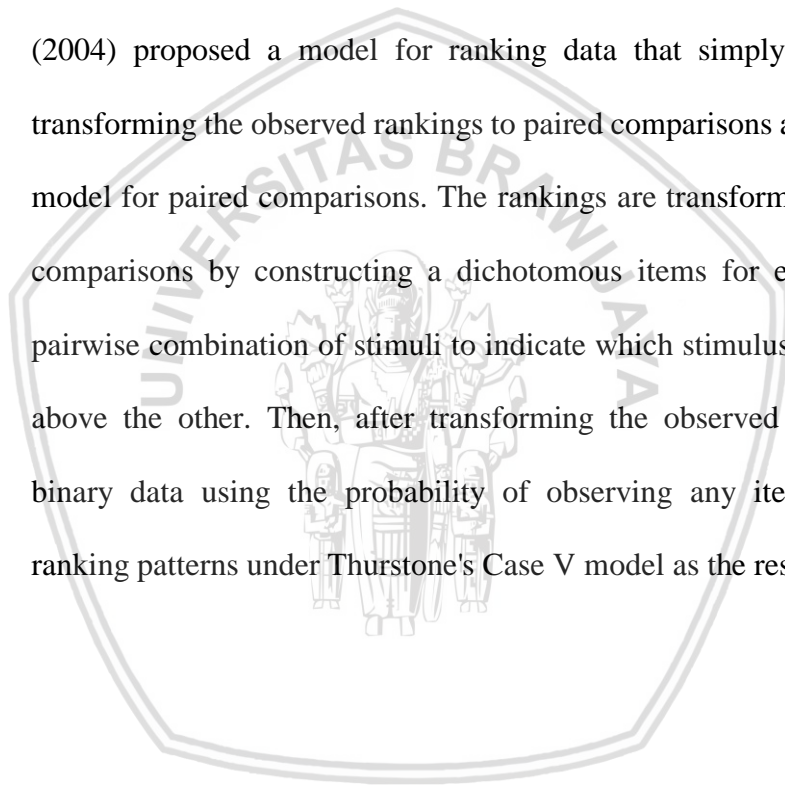 (2004) proposed a model for ranking data that simply
transforming the observed rankings to paired comparisons a
model for paired comparisons. The rankings are transform
comparisons by constructing a dichotomous items for e
pairwise combination of stimuli to indicate which stimulus
above the other. Then, after transforming the observed
binary data using the probability of observing any ite
ranking patterns under Thurstone's Case V model as the res
UNIVERSITAS BRAWIJAYA